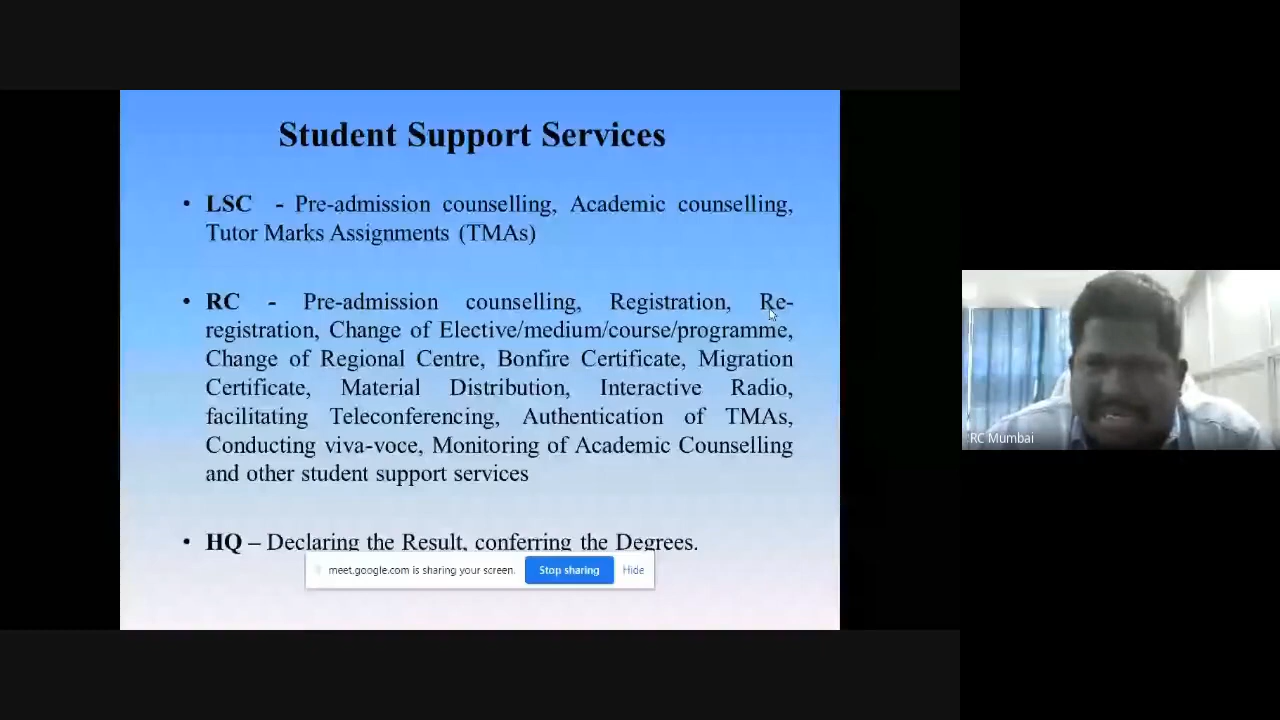 Student Support Services
• LSC - Pre-admission counselling, Academic counselling,
Tutor Marks Assignments (TMAs)
• RC - Pre-admission counselling, Registration, Re-
registration, Change of Elective/medium/course/programme,
Change of Regional Centre, Bonfire Certificate, Migration
Certificate, Material Distribution, Interactive Radio,
facilitating Teleconferencing, Authentication of TMAs,
Conducting viva-voce, Monitoring of Academic Counselling
and other student support services
• HQ – Declaring the Result, conferring the Degrees.
meet.google.com is sharing your screen. Stop sharing Hide
RC Mumbai